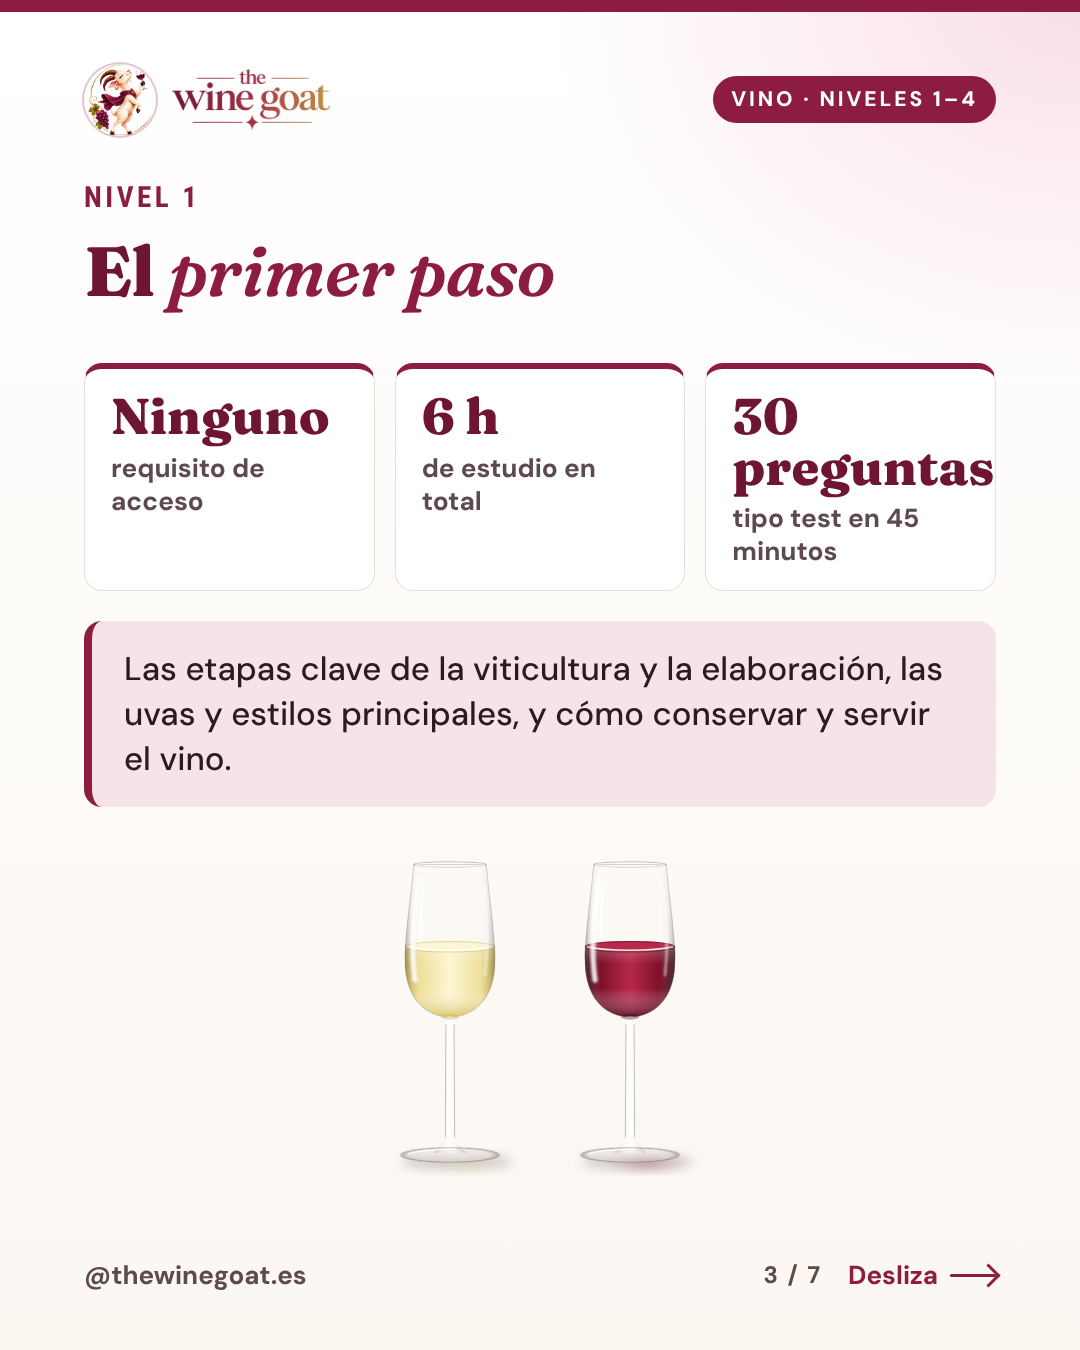 the
wine goat
VINO · NIVELES 1–4
NIVEL 1
El primer paso
Ninguno
requisito de
acceso
6 h
de estudio en
total
30
preguntas
tipo test en 45
minutos
Las etapas clave de la viticultura y la elaboración, las
uvas y estilos principales, y cómo conservar y servir
el vino.
@thewinegoat.es
3 / 7 Desliza